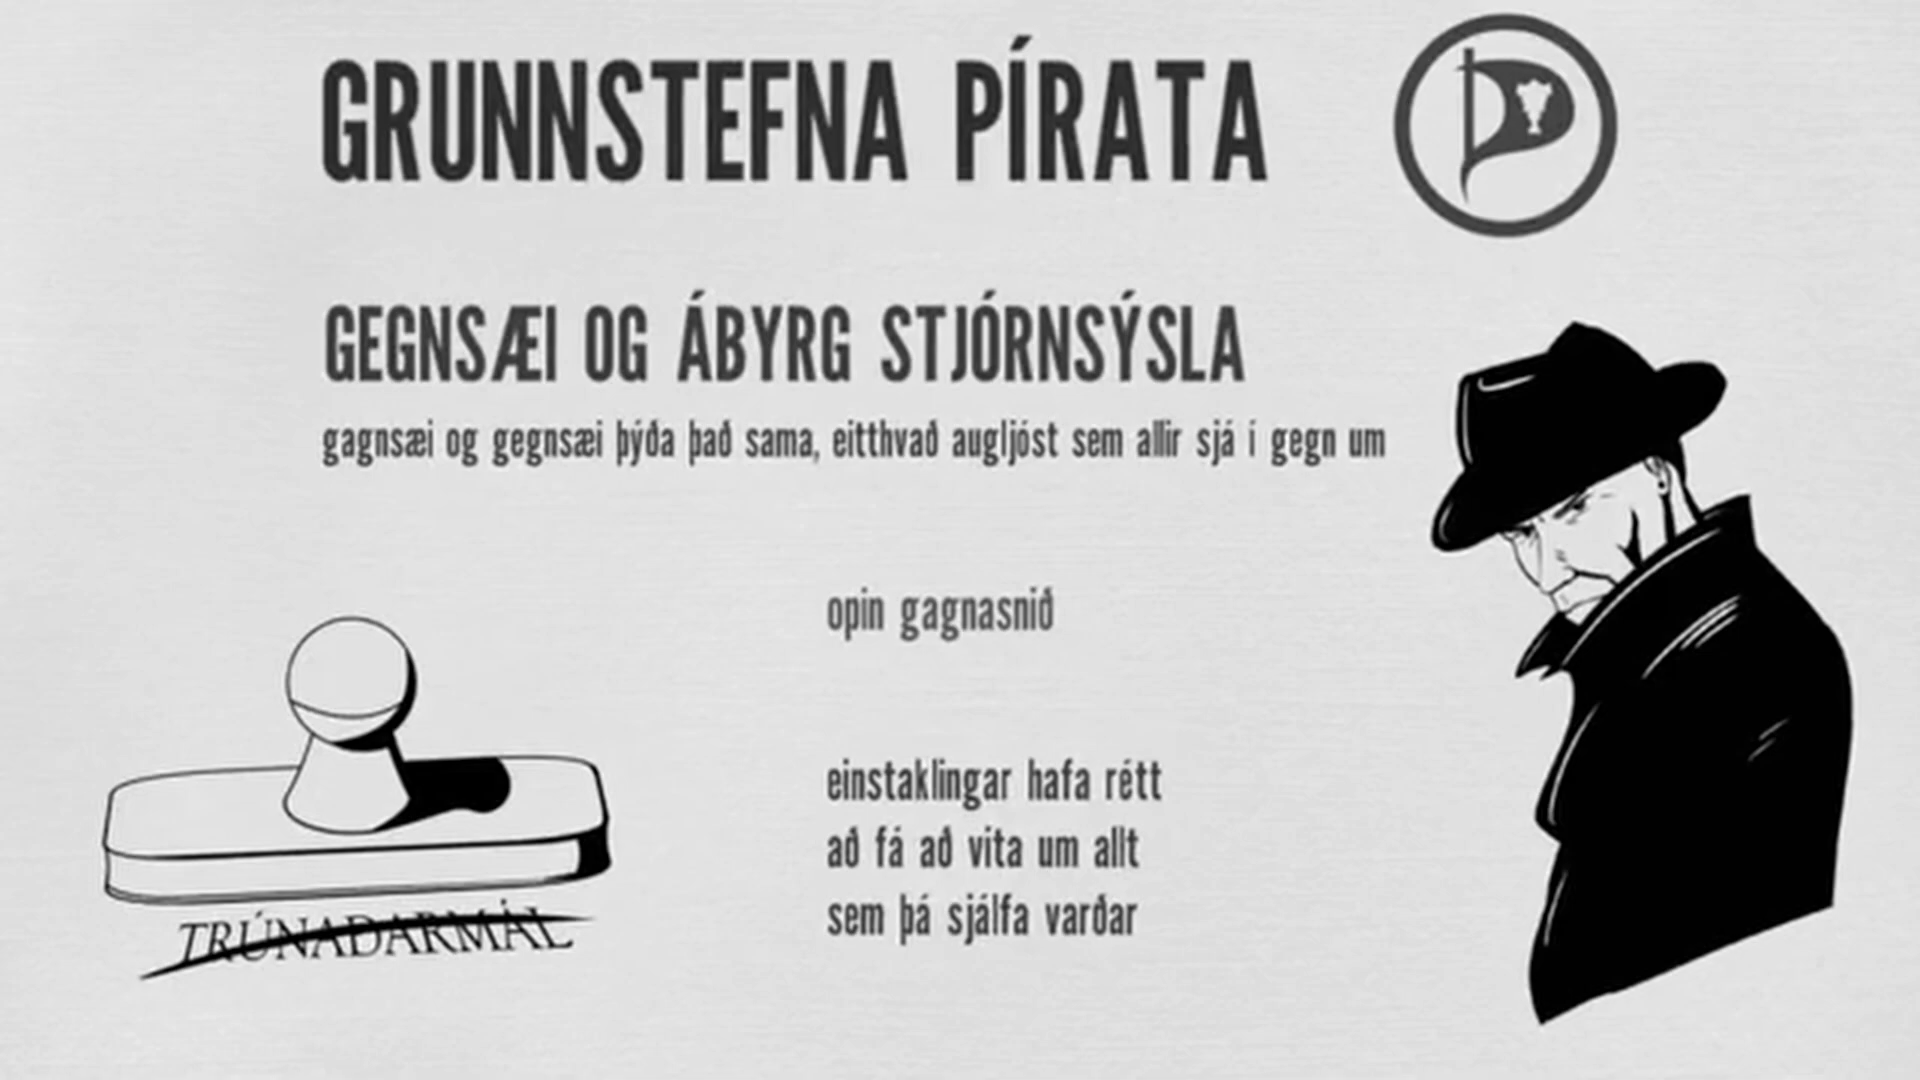 GRUNNSTEFNA PÍRATA
GEGNSÆI OG ÁBYRG STJÓRNSÝSLA
gagnsæi og gegnsæi þýða það sama, eitthvað augljóst sem allir sjá í gegn um
opin gagnasnið
einstaklingar hafa rétt
að fá að vita um allt
sem þá sjálfa varðar
TRÚNAÐARMÁL